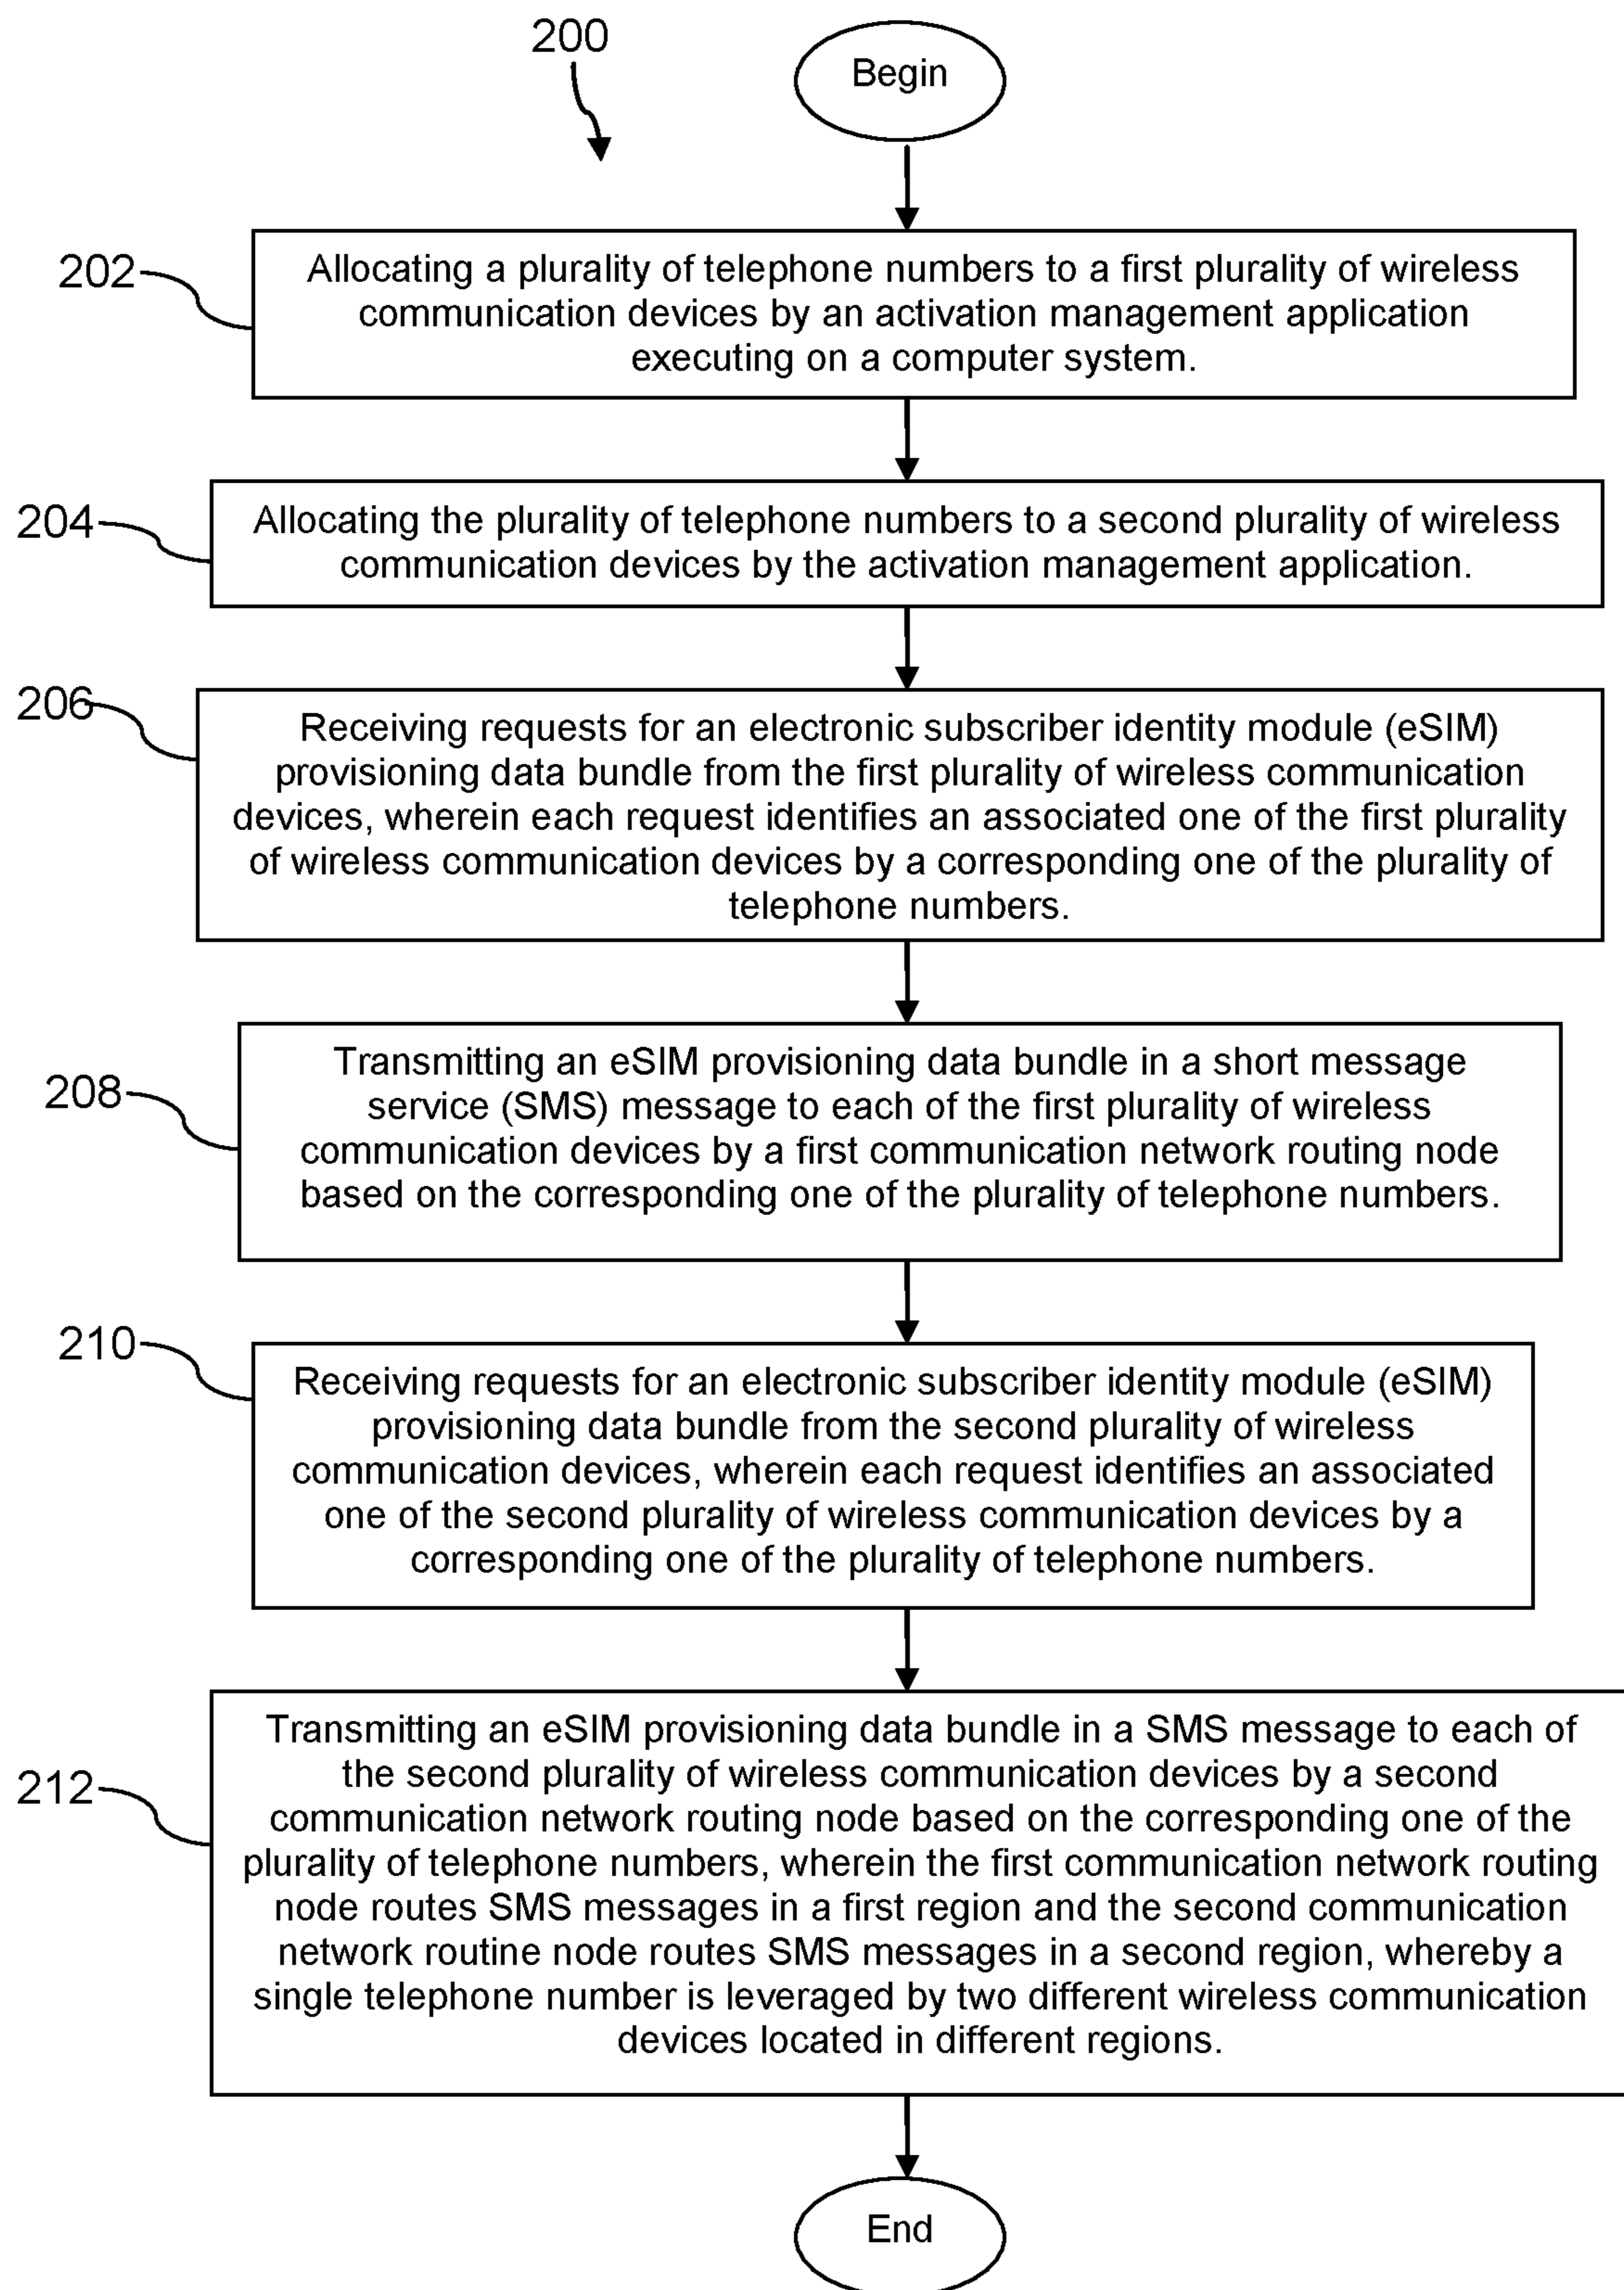 200
Begin
202
Allocating a plurality of telephone numbers to a first plurality of wireless
communication devices by an activation management application
executing on a computer system.
204
Allocating the plurality of telephone numbers to a second plurality of wireless
communication devices by the activation management application.
206
Receiving requests for an electronic subscriber identity module (eSIM)
provisioning data bundle from the first plurality of wireless communication
devices, wherein each request identifies an associated one of the first plurality
of wireless communication devices by a corresponding one of the plurality of
telephone numbers.
208
Transmitting an eSIM provisioning data bundle in a short message
service (SMS) message to each of the first plurality of wireless
communication devices by a first communication network routing node
based on the corresponding one of the plurality of telephone numbers.
210
Receiving requests for an electronic subscriber identity module (eSIM)
provisioning data bundle from the second plurality of wireless
communication devices, wherein each request identifies an associated
one of the second plurality of wireless communication devices by a
corresponding one of the plurality of telephone numbers.
212
Transmitting an eSIM provisioning data bundle in a SMS message to each of
the second plurality of wireless communication devices by a second
communication network routing node based on the corresponding one of the
plurality of telephone numbers, wherein the first communication network routing
node routes SMS messages in a first region and the second communication
network routine node routes SMS messages in a second region, whereby a
single telephone number is leveraged by two different wireless communication
devices located in different regions.
End